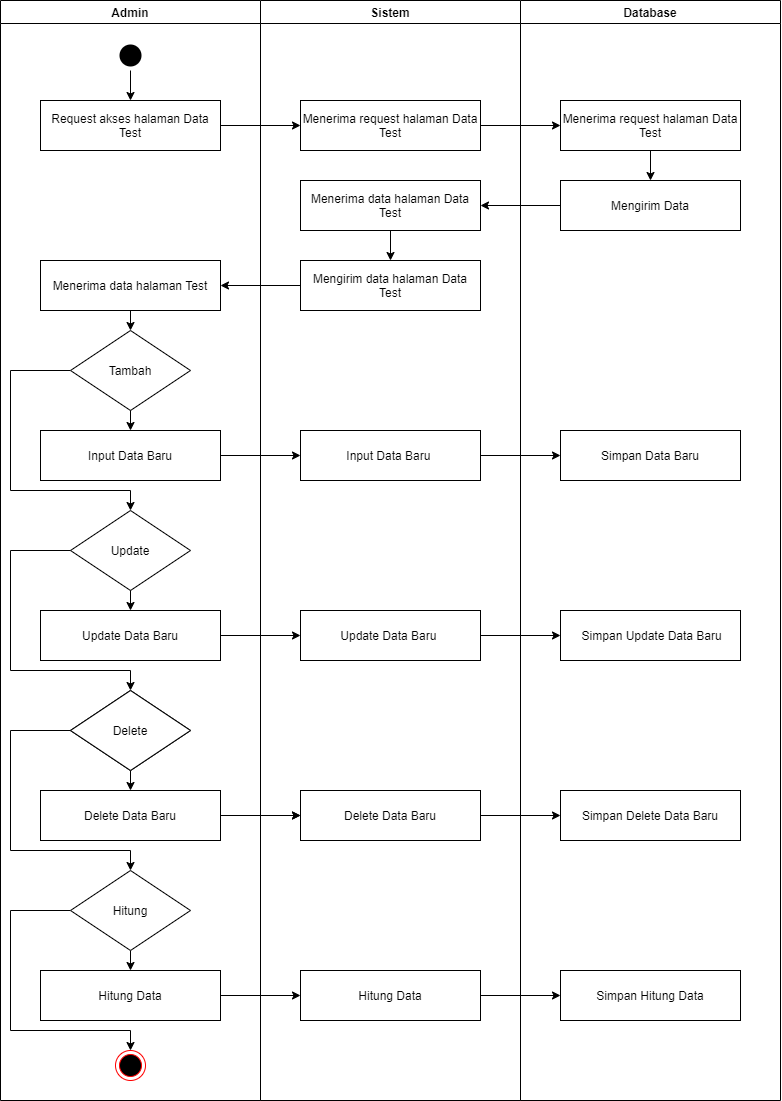 Admin
Sistem
Database
Request akses halaman Data
Test
Menerima request halaman Data
Test
Menerima request halaman Data
Test
Menerima data halaman Data
Test
Mengirim Data
Menerima data halaman Test
Mengirim data halaman Data
Test
Tambah
Input Data Baru
Input Data Baru
Simpan Data Baru
Update
Update Data Baru
Update Data Baru
Simpan Update Data Baru
Delete
Delete Data Baru
Delete Data Baru
Simpan Delete Data Baru
Hitung
Hitung Data
Hitung Data
Simpan Hitung Data